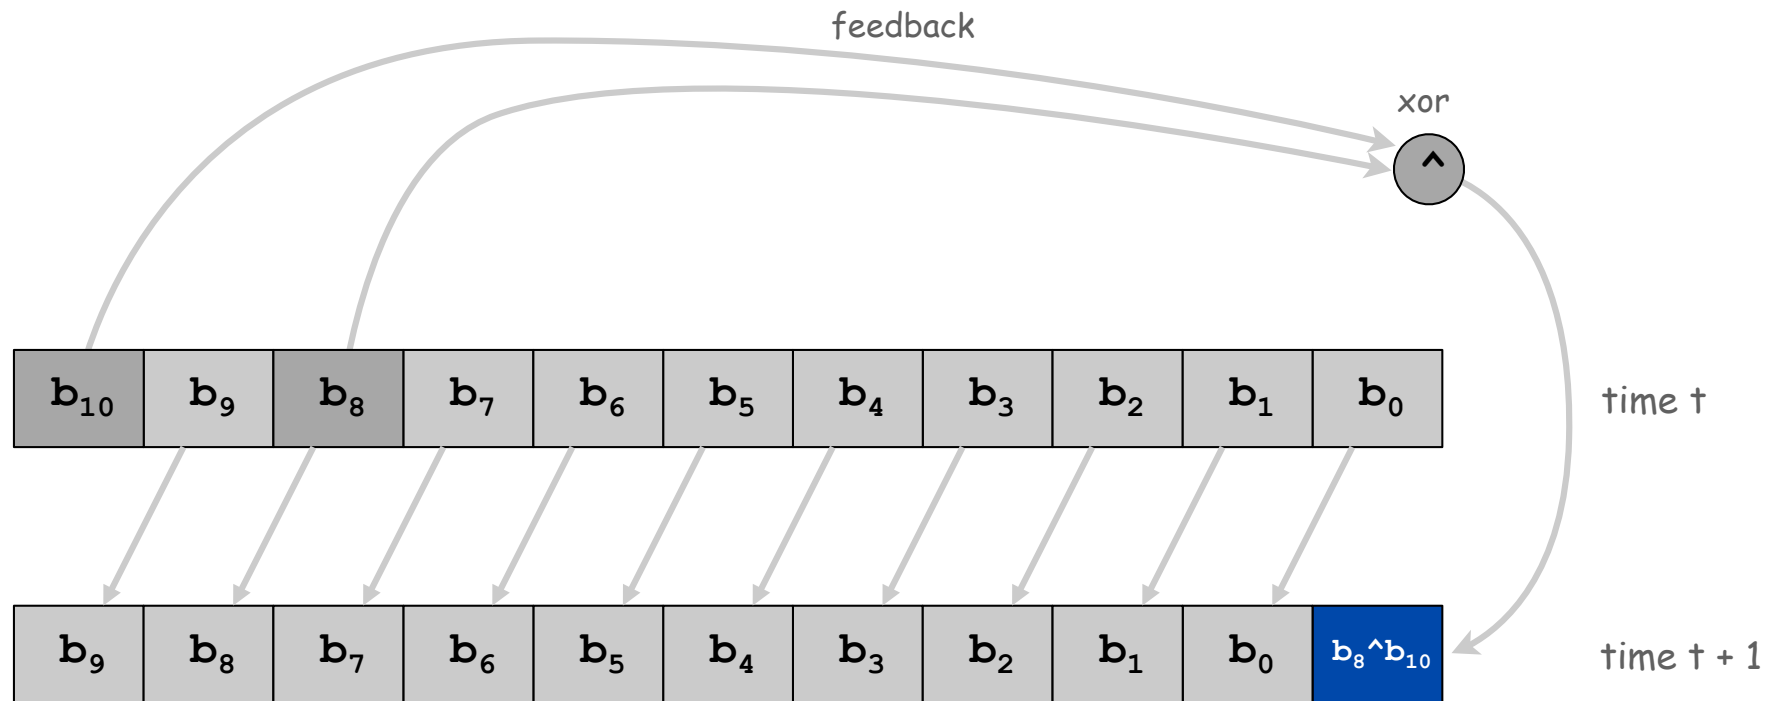 feedback
xor
^
b₁₀ b₉ b₈ b₇ b₆ b₅ b₄ b₃ b₂ b₁ b₀ time t
b₉ b₈ b₇ b₆ b₅ b₄ b₃ b₂ b₁ b₀ b₈^b₁₀ time t + 1